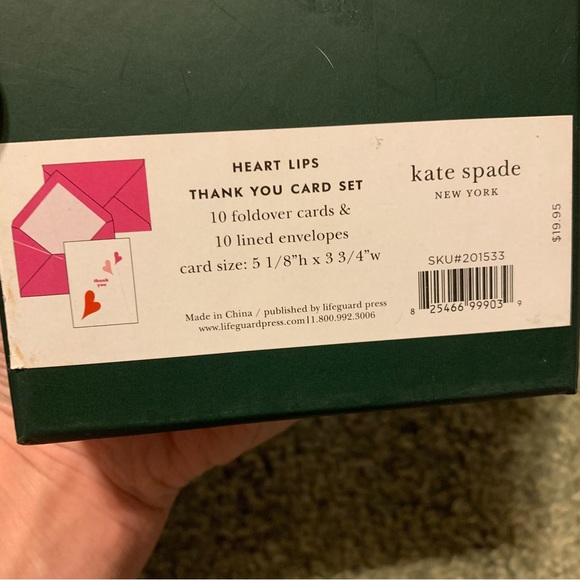 HEART LIPS
THANK YOU CARD SET
10 foldover cards &
10 lined envelopes
card size: 5 1/8"h x 3 3/4"w
Made in China / published by lifeguard press
www.lifeguardpress.com | 1.800.992.3006
kate spade
NEW YORK
SKU#201533
8 25466 99903 9
$19.95
thank
you